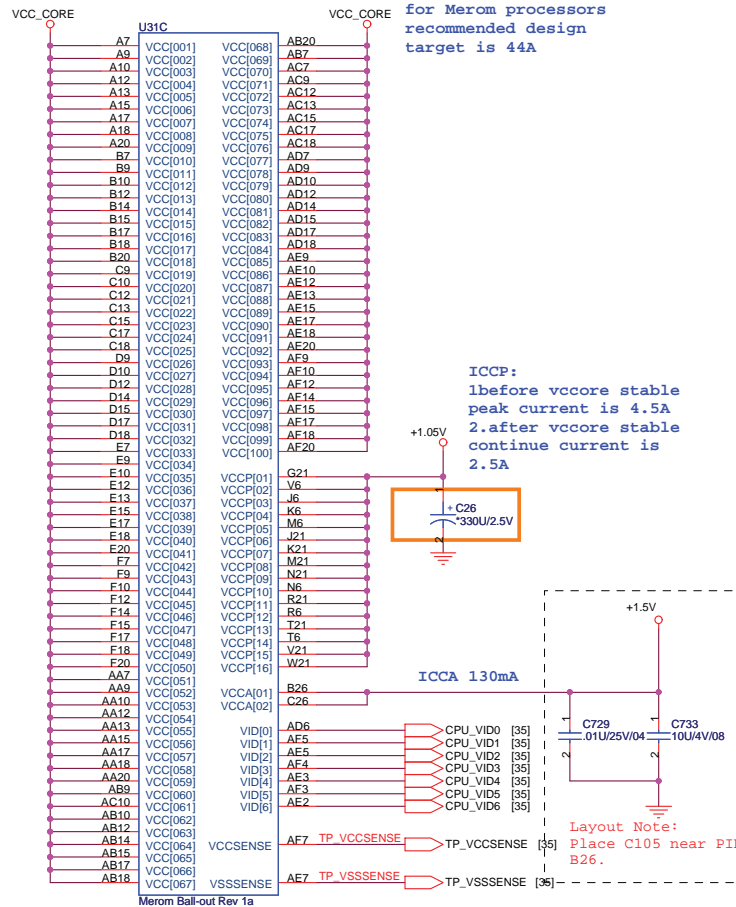 VCC_CORE
VCC_CORE
for Merom processors
recommended design
target is 44A
U31C
A7 VCC[001] VCC[068] AB20
A9 VCC[002] VCC[069] AB7
A10 VCC[003] VCC[070] AC7
A12 VCC[004] VCC[071] AC9
A13 VCC[005] VCC[072] AC12
A15 VCC[006] VCC[073] AC13
A17 VCC[007] VCC[074] AC15
A18 VCC[008] VCC[075] AC17
A20 VCC[009] VCC[076] AC18
B7 VCC[010] VCC[077] AD7
B9 VCC[011] VCC[078] AD9
B10 VCC[012] VCC[079] AD10
B12 VCC[013] VCC[080] AD12
B14 VCC[014] VCC[081] AD14
B15 VCC[015] VCC[082] AD15
B17 VCC[016] VCC[083] AD17
B18 VCC[017] VCC[084] AD18
B20 VCC[018] VCC[085] AE9
C9 VCC[019] VCC[086] AE10
C10 VCC[020] VCC[087] AE12
C12 VCC[021] VCC[088] AE13
C13 VCC[022] VCC[089] AE15
C15 VCC[023] VCC[090] AE17
C17 VCC[024] VCC[091] AE18
C18 VCC[025] VCC[092] AE20
D9 VCC[026] VCC[093] AF9
D10 VCC[027] VCC[094] AF10
D12 VCC[028] VCC[095] AF12
D14 VCC[029] VCC[096] AF14
D15 VCC[030] VCC[097] AF15
D17 VCC[031] VCC[098] AF17
D18 VCC[032] VCC[099] AF18
E7 VCC[033] VCC[100] AF20
E9 VCC[034]
E10 VCC[035] VCCP[01] G21
E12 VCC[036] VCCP[02] V6
E13 VCC[037] VCCP[03] J6
E15 VCC[038] VCCP[04] K6
E17 VCC[039] VCCP[05] M6
E18 VCC[040] VCCP[06] J21
E20 VCC[041] VCCP[07] K21
F7 VCC[042] VCCP[08] M21
F9 VCC[043] VCCP[09] N21
F10 VCC[044] VCCP[10] N6
F12 VCC[045] VCCP[11] R21
F14 VCC[046] VCCP[12] R6
F15 VCC[047] VCCP[13] T21
F17 VCC[048] VCCP[14] T6
F18 VCC[049] VCCP[15] V21
F20 VCC[050] VCCP[16] W21
AA7 VCC[051]
AA9 VCC[052] VCCA[01] B26
AA10 VCC[053] VCCA[02] C26
AA12 VCC[054]
AA13 VCC[055] VID[0] AD6 CPU_VID0 [35]
AA15 VCC[056] VID[1] AF5 CPU_VID1 [35]
AA17 VCC[057] VID[2] AE5 CPU_VID2 [35]
AA18 VCC[058] VID[3] AF4 CPU_VID3 [35]
AA20 VCC[059] VID[4] AE3 CPU_VID4 [35]
AB9 VCC[060] VID[5] AF3 CPU_VID5 [35]
AC10 VCC[061] VID[6] AE2 CPU_VID6 [35]
AB10 VCC[062]
AB12 VCC[063]
AB14 VCC[064] VCCSENSE AF7 TP_VCCSENSE TP_VCCSENSE [35]
AB15 VCC[065]
AB17 VCC[066]
AB18 VCC[067] VSSSENSE AE7 TP_VSSSENSE TP_VSSSENSE [35]
Merom Ball-out Rev 1a
ICCP:
1before vccore stable
peak current is 4.5A
2.after vccore stable
continue current is
2.5A
+1.05V
1
+ C26
*330U/2.5V
2
ICCA 130mA
+1.5V
1 C729
.01U/25V/04
2
1 C733
10U/4V/08
2
Layout Note:
Place C105 near PIN
B26.